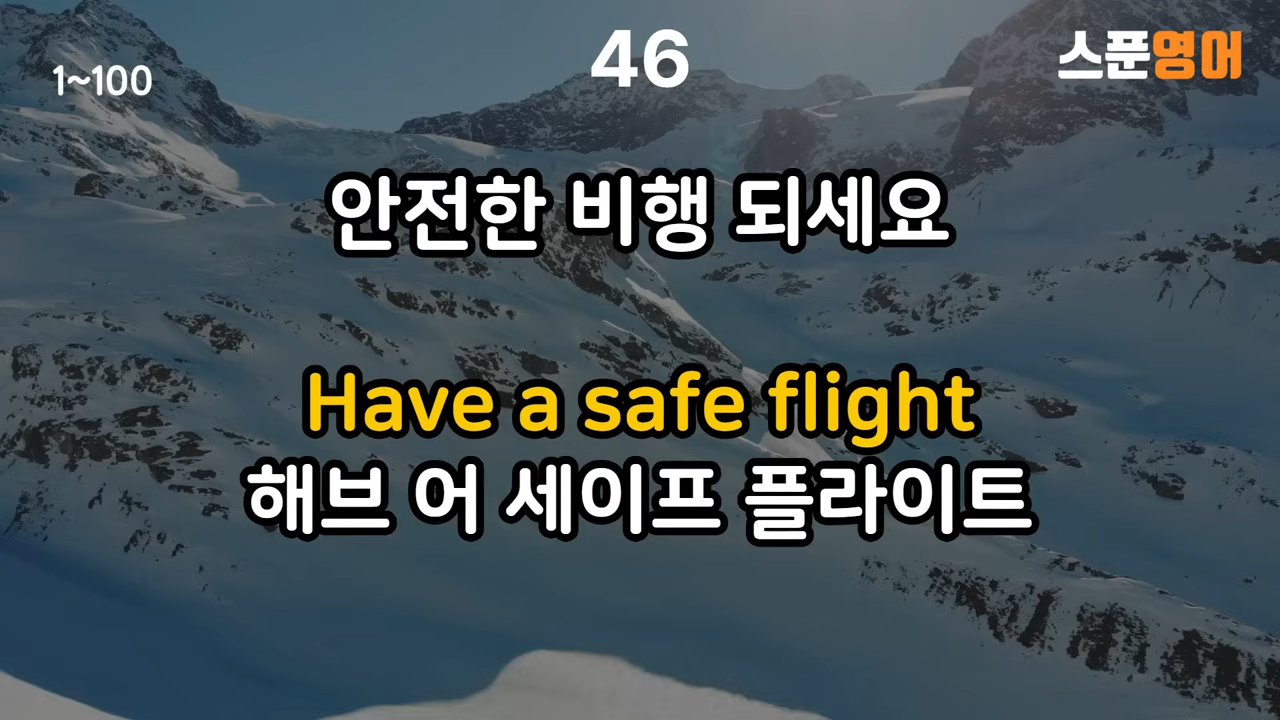 1~100
46
스푼영어
안전한 비행 되세요
Have a safe flight
해브 어 세이프 플라이트